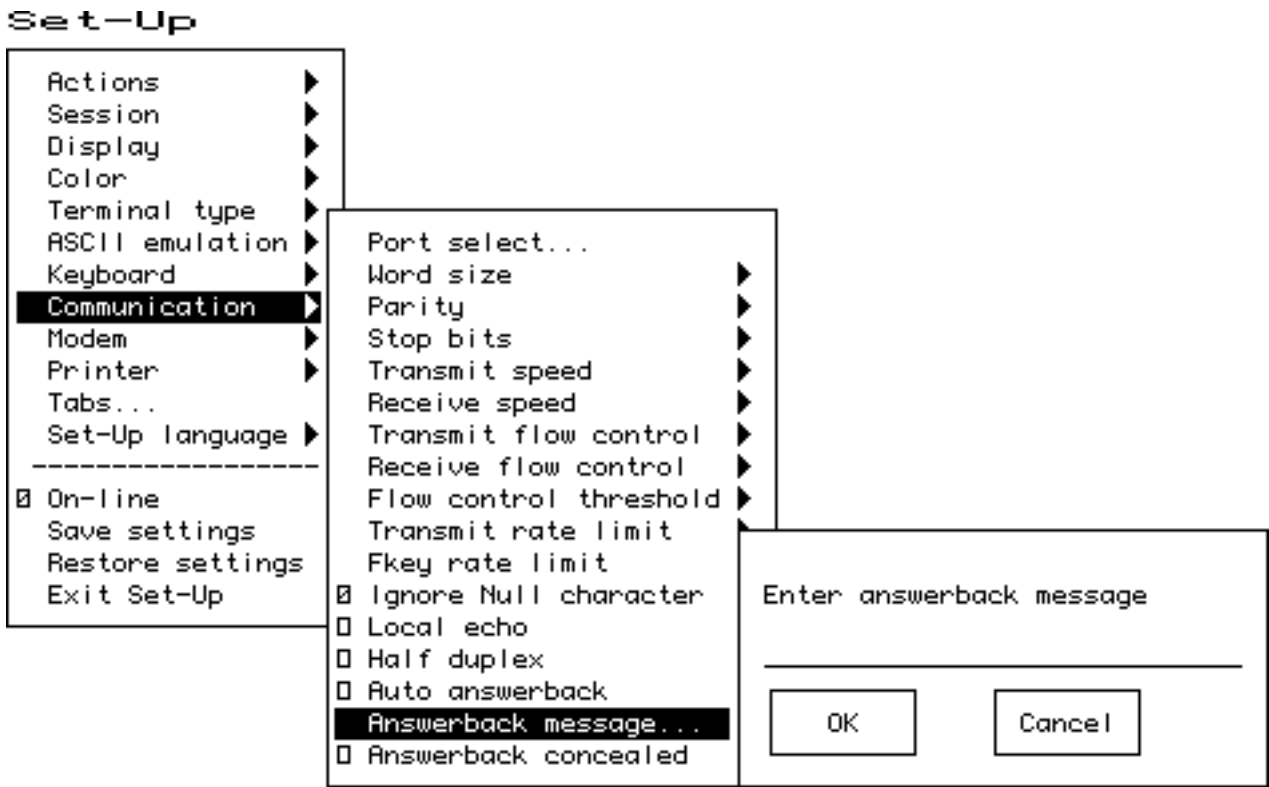 Set-Up
Actions
Session
Display
Color
Terminal type
ASCII emulation
Keyboard
Communication
Modem
Printer
Tabs...
Set-Up language
------------------
On-line
Save settings
Restore settings
Exit Set-Up
Port select...
Word size
Parity
Stop bits
Transmit speed
Receive speed
Transmit flow control
Receive flow control
Flow control threshold
Transmit rate limit
Fkey rate limit
Ignore Null character
Local echo
Half duplex
Auto answerback
Answerback message...
Answerback concealed
Enter answerback message
OK
Cancel